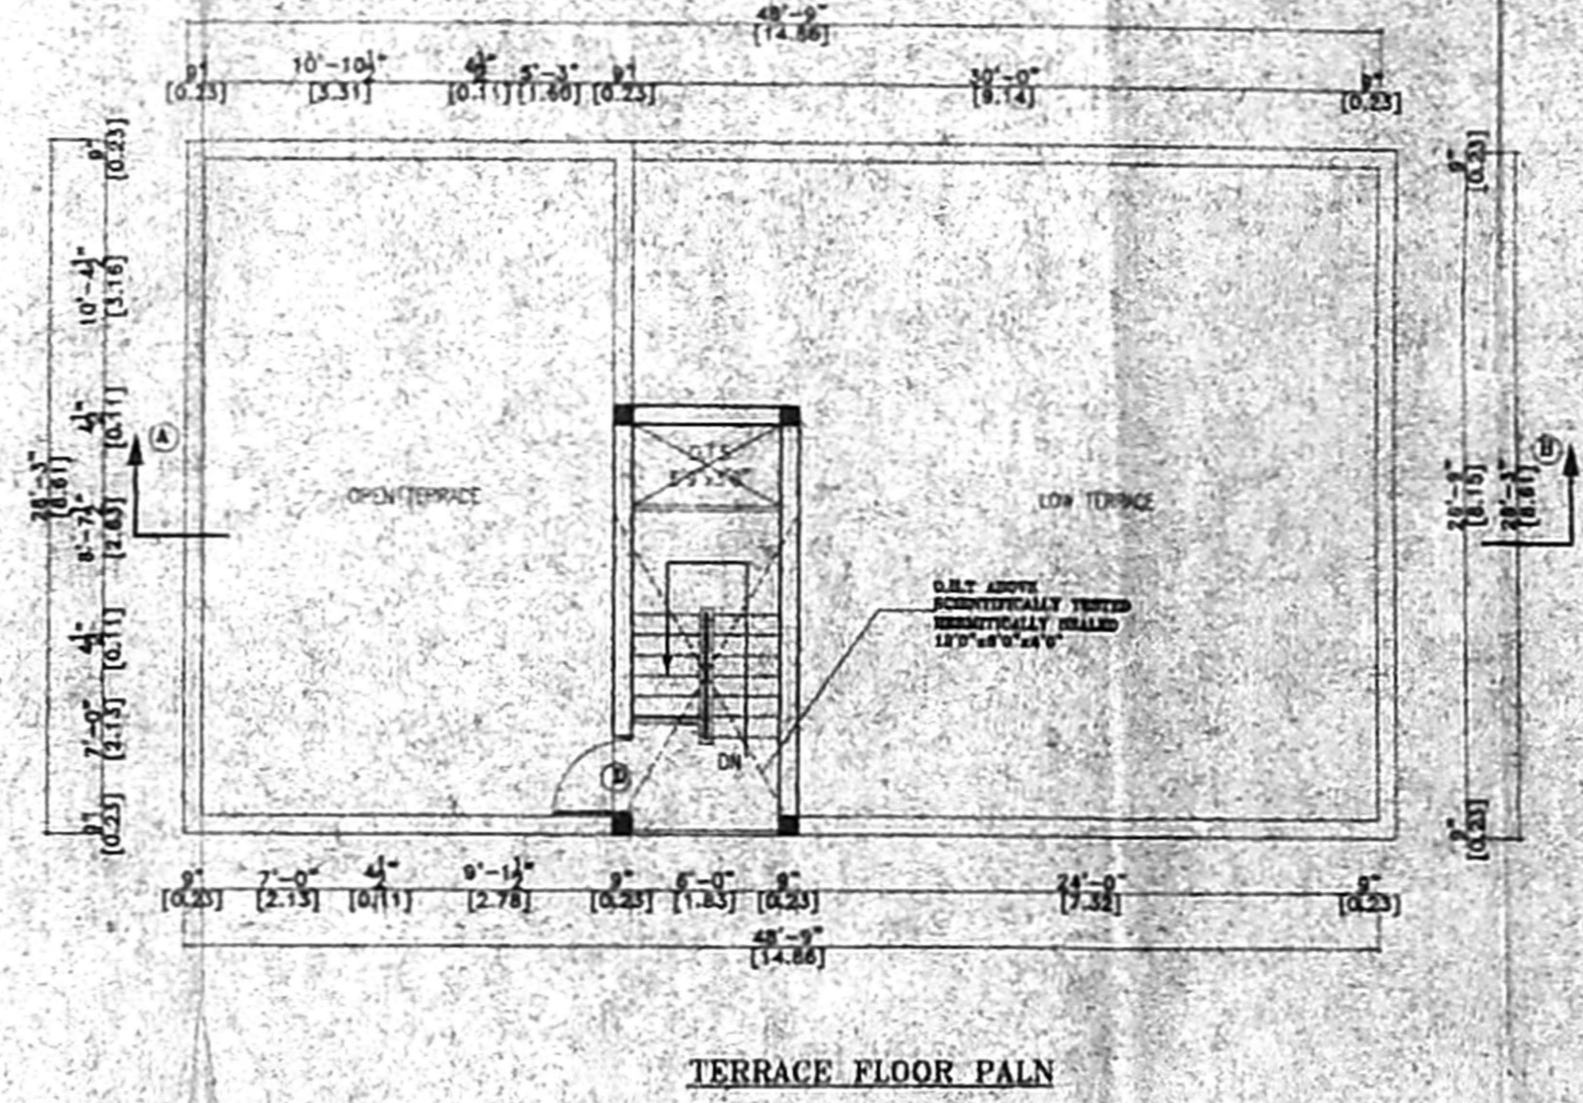 48'-9"
[14.86]
9" 10'-10½" 4½" 5'-3" 9" 30'-0" 9"
[0.23] [3.31] [0.11] [1.60] [0.23] [9.14] [0.23]
9"
[0.23]
10'-4½"
[3.16]
4½"
[0.11]
8'-7½"
[2.63]
4½"
[0.11]
7'-0"
[2.13]
9"
[0.23]
28'-3"
[8.61]
A
OPEN TERRACE
O.T.S
LOW TERRACE
ABOVE
SCIENTIFICALLY TESTED
HERMITICALLY SEALED
DN
9"
[0.23]
26'-9"
[8.15]
28'-3"
[8.61]
B
9"
[0.23]
9" 7'-0" 4½" 9'-1½" 9" 6'-0" 9" 24'-0" 9"
[0.23] [2.13] [0.11] [2.78] [0.23] [1.83] [0.23] [7.32] [0.23]
48'-9"
[14.86]
TERRACE FLOOR PALN